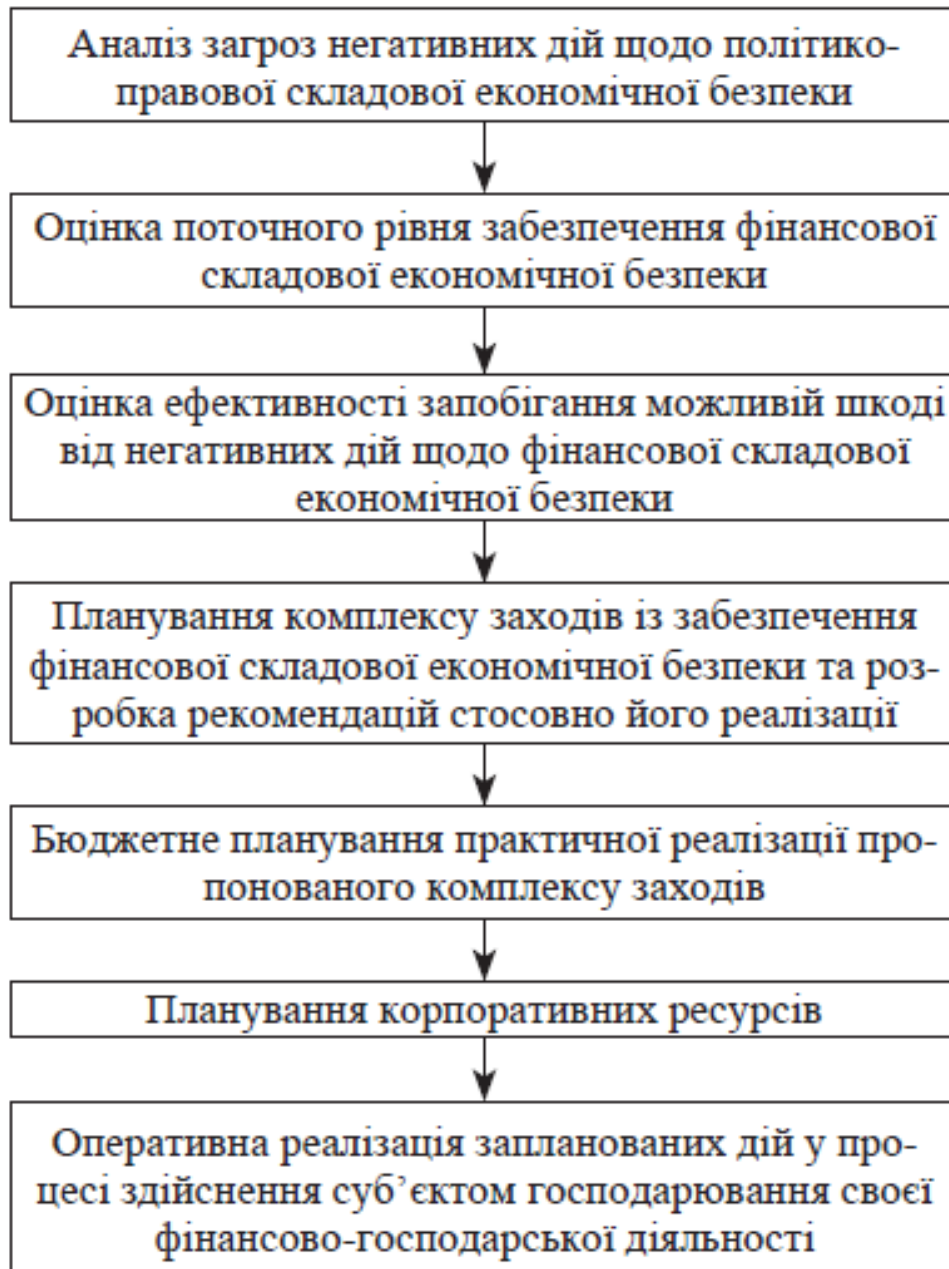 Аналіз загроз негативних дій щодо політико-
правової складової економічної безпеки
Оцінка поточного рівня забезпечення фінансової
складової економічної безпеки
Оцінка ефективності запобігання можливій шкоді
від негативних дій щодо фінансової складової
економічної безпеки
Планування комплексу заходів із забезпечення
фінансової складової економічної безпеки та роз-
робка рекомендацій стосовно його реалізації
Бюджетне планування практичної реалізації про-
понованого комплексу заходів
Планування корпоративних ресурсів
Оперативна реалізація запланованих дій у про-
цесі здійснення суб’єктом господарювання своєї
фінансово-господарської діяльності